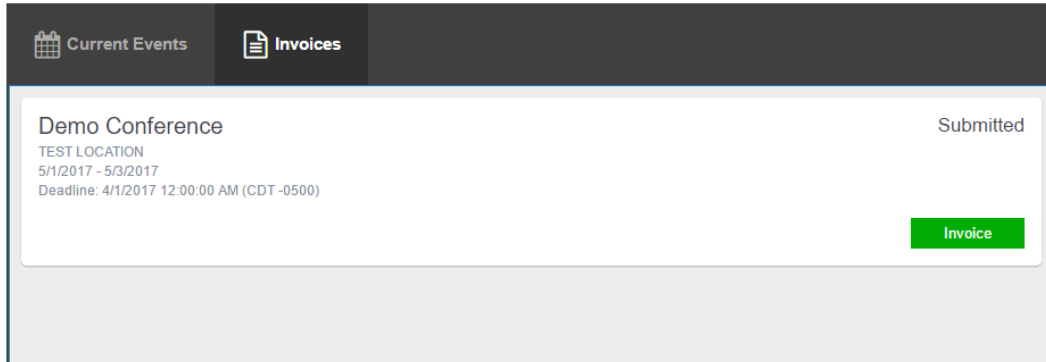 Current Events
Invoices
Demo Conference
Submitted
TEST LOCATION
5/1/2017 - 5/3/2017
Deadline: 4/1/2017 12:00:00 AM (CDT -0500)
Invoice